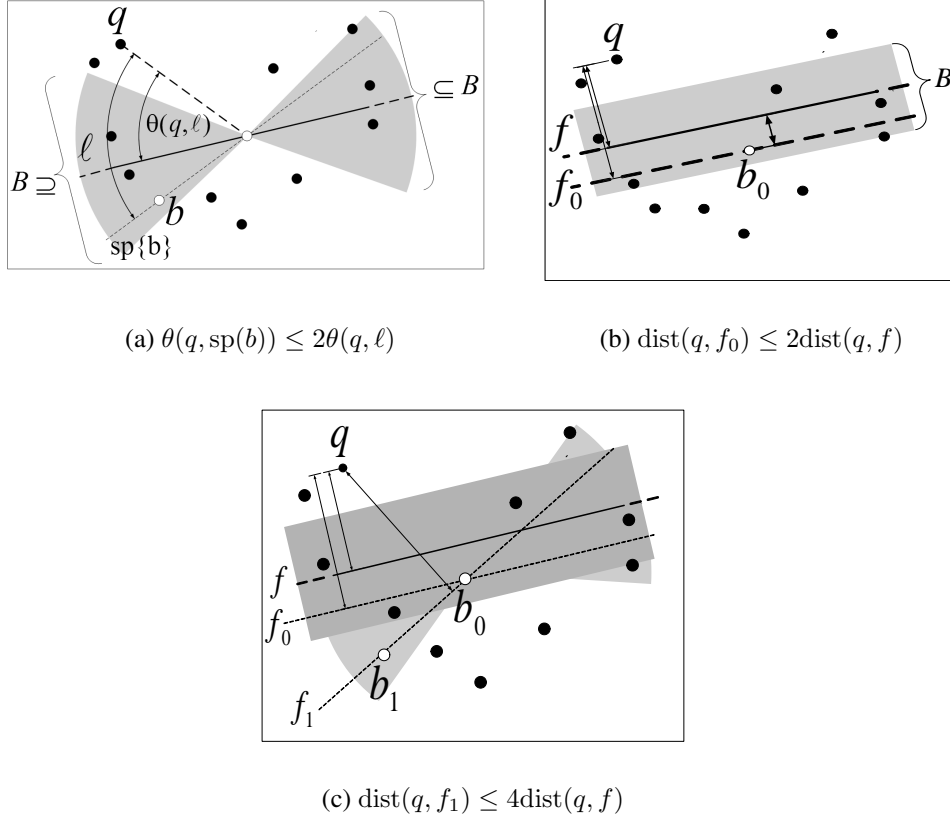 q
θ(q, ℓ)
ℓ
⊆ B
B ⊇
b
sp{b}
(a) θ(q, sp(b)) ≤ 2θ(q, ℓ)
q
B
f
f₀
b₀
(b) dist(q, f₀) ≤ 2dist(q, f)
q
f
f₀
b₀
b₁
f₁
(c) dist(q, f₁) ≤ 4dist(q, f)